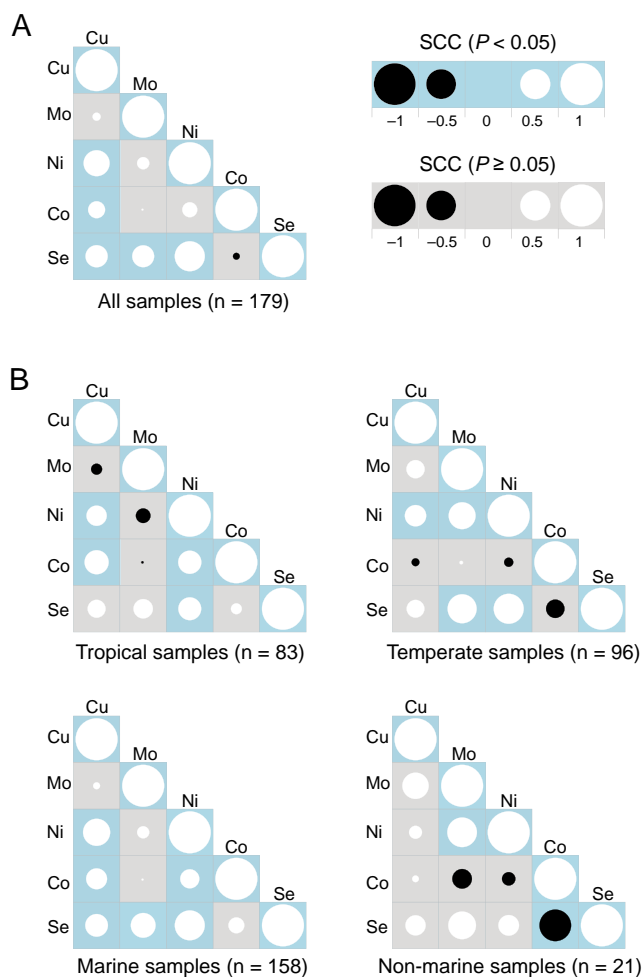 A
Cu
Cu
Mo
Mo
Ni
Ni
Co
Co
Se
Se
All samples (n = 179)
SCC (P < 0.05)
–1 –0.5 0 0.5 1
SCC (P ≥ 0.05)
–1 –0.5 0 0.5 1
B
Cu
Cu
Mo
Mo
Ni
Ni
Co
Co
Se
Se
Tropical samples (n = 83)
Cu
Cu
Mo
Mo
Ni
Ni
Co
Co
Se
Se
Temperate samples (n = 96)
Cu
Cu
Mo
Mo
Ni
Ni
Co
Co
Se
Se
Marine samples (n = 158)
Cu
Cu
Mo
Mo
Ni
Ni
Co
Co
Se
Se
Non-marine samples (n = 21)